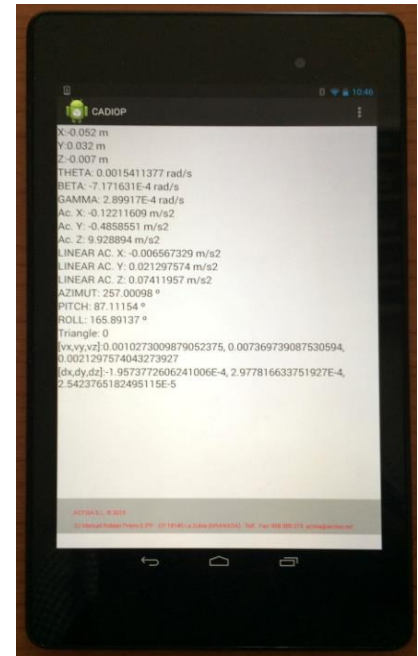 10:46
CADIOP
X:-0.052 m
Y:0.032 m
Z:-0.007 m
THETA: 0.0015411377 rad/s
BETA: -7.171631E-4 rad/s
GAMMA: 2.89917E-4 rad/s
Ac. X: -0.12211609 m/s2
Ac. Y: -0.4858551 m/s2
Ac. Z: 9.928894 m/s2
LINEAR AC. X: -0.006567329 m/s2
LINEAR AC. Y: 0.021297574 m/s2
LINEAR AC. Z: 0.07411957 m/s2
AZIMUT: 257.00098 º
PITCH: 87.11154 º
ROLL: 165.89137 º
Triangle: 0
[vx,vy,vz]:0.0010273009879052375, 0.007369739087530594,
0.0021297574043273927
[dx,dy,dz]:-1.9573772606241006E-4, 2.977816633751927E-4,
2.5423765182495115E-5
S.L. © 2013
(GRANADA)